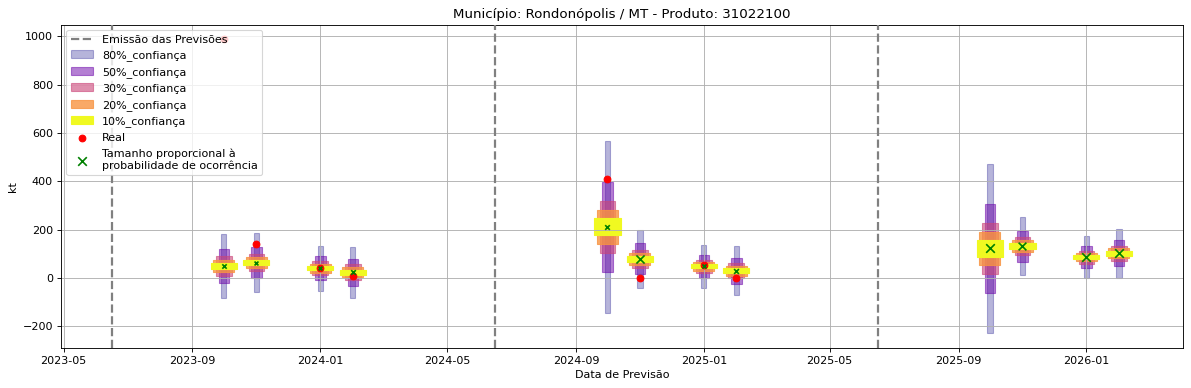 Município: Rondonópolis / MT - Produto: 31022100
Emissão das Previsões
80%_confiança
50%_confiança
30%_confiança
20%_confiança
10%_confiança
Real
Tamanho proporcional à
probabilidade de ocorrência
kt
1000
800
600
400
200
0
−200
2023-05
2023-09
2024-01
2024-05
2024-09
2025-01
2025-05
2025-09
2026-01
Data de Previsão